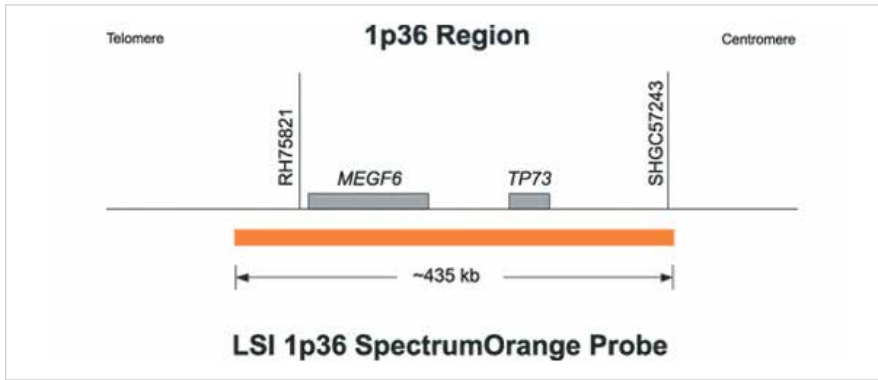 1p36 Region
Telomere
Centromere
RH75821
SHGC57243
MEGF6
TP73
~435 kb
LSI 1p36 SpectrumOrange Probe